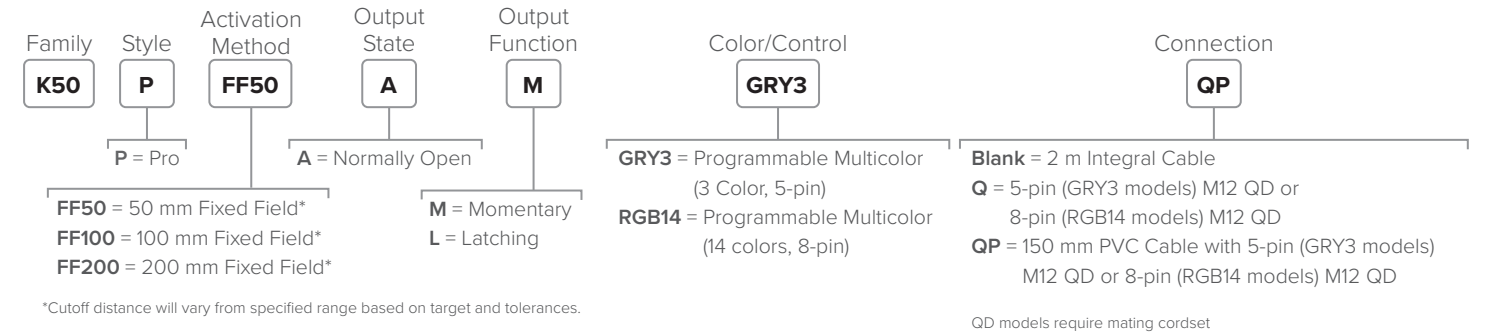 Family
Style
Activation
Method
Output
State
Output
Function
Color/Control
Connection
K50
P
FF50
A
M
GRY3
QP
P = Pro
A = Normally Open
FF50 = 50 mm Fixed Field*
FF100 = 100 mm Fixed Field*
FF200 = 200 mm Fixed Field*
M = Momentary
L = Latching
GRY3 = Programmable Multicolor
(3 Color, 5-pin)
RGB14 = Programmable Multicolor
(14 colors, 8-pin)
Blank = 2 m Integral Cable
Q = 5-pin (GRY3 models) M12 QD or
8-pin (RGB14 models) M12 QD
QP = 150 mm PVC Cable with 5-pin (GRY3 models)
M12 QD or 8-pin (RGB14 models) M12 QD
*Cutoff distance will vary from specified range based on target and tolerances.
QD models require mating cordset